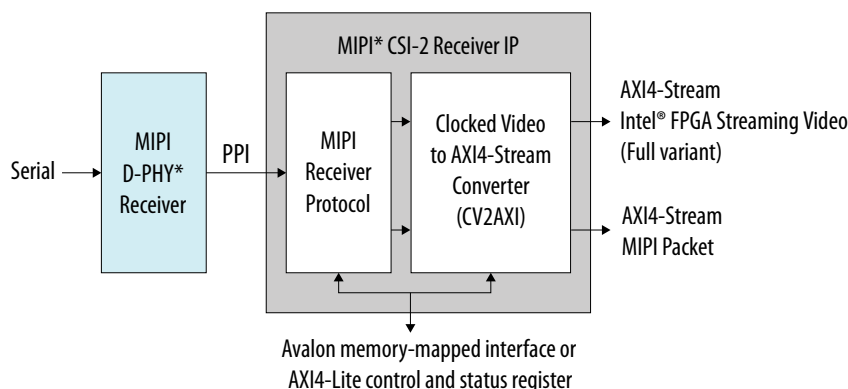 MIPI* CSI-2 Receiver IP
Serial
MIPI
D-PHY*
Receiver
PPI
MIPI
Receiver
Protocol
Clocked Video
to AXI4-Stream
Converter
(CV2AXI)
AXI4-Stream
Intel® FPGA Streaming Video
(Full variant)
AXI4-Stream
MIPI Packet
Avalon memory-mapped interface or
AXI4-Lite control and status register